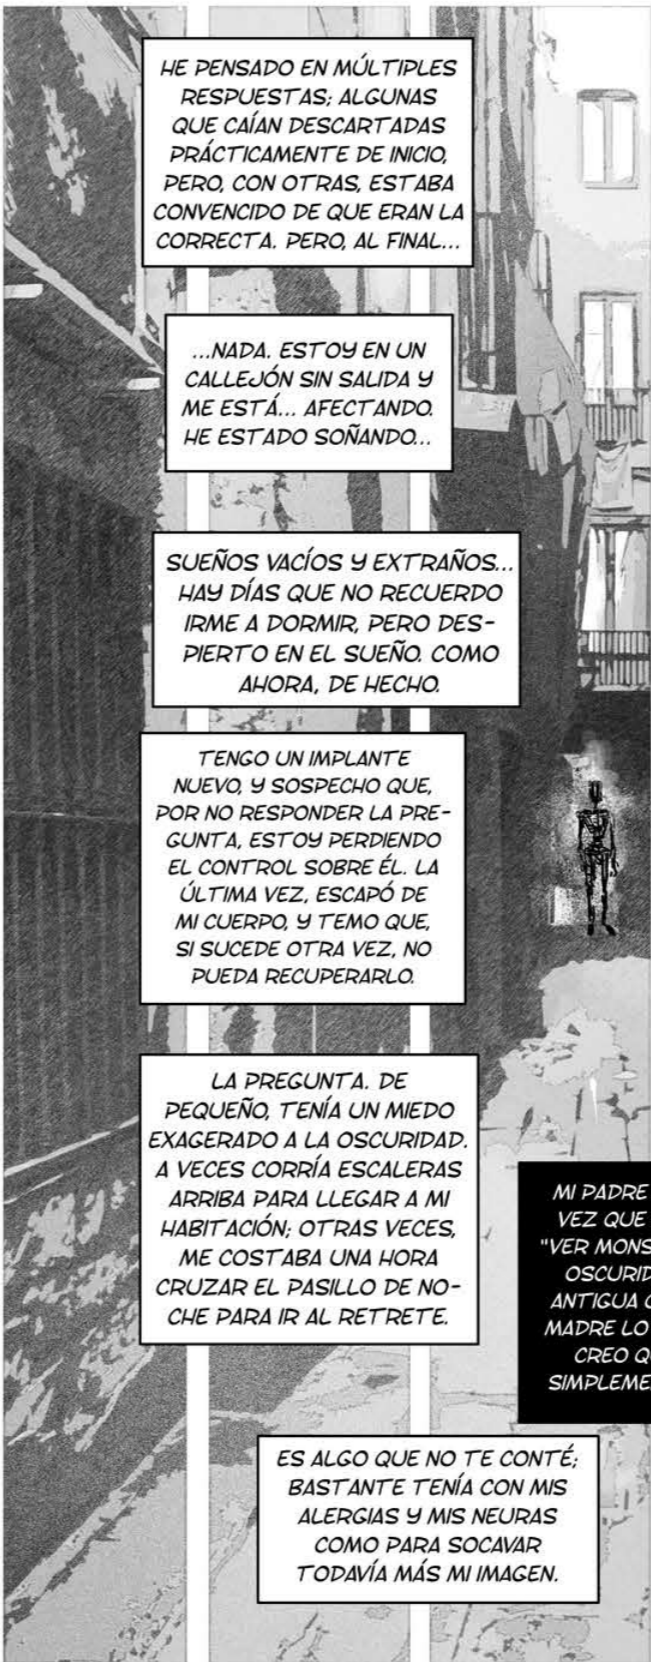 HE PENSADO EN MÚLTIPLES
RESPUESTAS; ALGUNAS
QUE CAÍAN DESCARTADAS
PRÁCTICAMENTE DE INICIO,
PERO, CON OTRAS, ESTABA
CONVENCIDO DE QUE ERAN LA
CORRECTA. PERO, AL FINAL...
...NADA. ESTOY EN UN
CALLEJÓN SIN SALIDA Y
ME ESTÁ... AFECTANDO.
HE ESTADO SOÑANDO...
SUEÑOS VACÍOS Y EXTRAÑOS...
HAY DÍAS QUE NO RECUERDO
IRME A DORMIR, PERO DES-
PIERTO EN EL SUEÑO. COMO
AHORA, DE HECHO.
TENGO UN IMPLANTE
NUEVO, Y SOSPECHO QUE,
POR NO RESPONDER LA PRE-
GUNTA, ESTOY PERDIENDO
EL CONTROL SOBRE ÉL. LA
ÚLTIMA VEZ, ESCAPÓ DE
MI CUERPO, Y TEMO QUE,
SI SUCEDE OTRA VEZ, NO
PUEDA RECUPERARLO.
LA PREGUNTA. DE
PEQUEÑO, TENÍA UN MIEDO
EXAGERADO A LA OSCURIDAD.
A VECES CORRÍA ESCALERAS
ARRIBA PARA LLEGAR A MI
HABITACIÓN; OTRAS VECES,
ME COSTABA UNA HORA
CRUZAR EL PASILLO DE NO-
CHE PARA IR AL RETRETE.
MI PADRE
VEZ QUE
"VER MONS
OSCURID
ANTIGUA
MADRE LO
CREO
SIMPLEME
ES ALGO QUE NO TE CONTÉ;
BASTANTE TENÍA CON MIS
ALERGIAS Y MIS NEURAS
COMO PARA SOCAVAR
TODAVÍA MÁS MI IMAGEN.